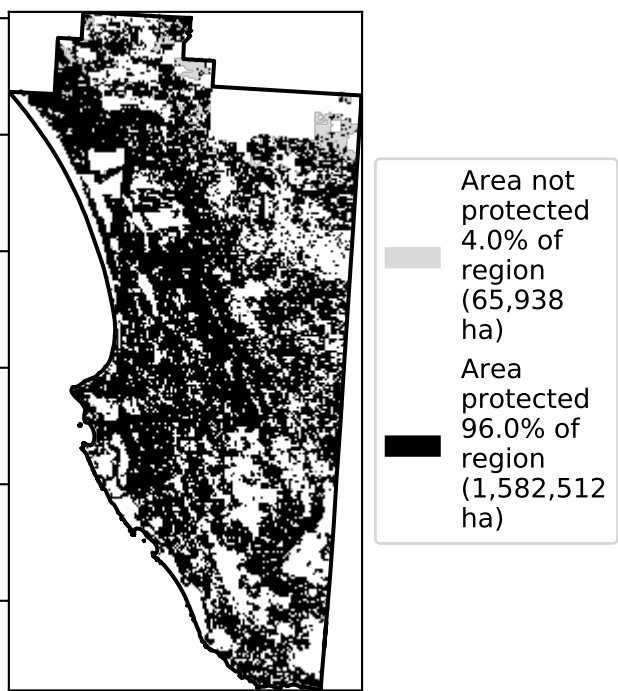 Area not
protected
4.0% of
region
(65,938
ha)
Area
protected
96.0% of
region
(1,582,512
ha)